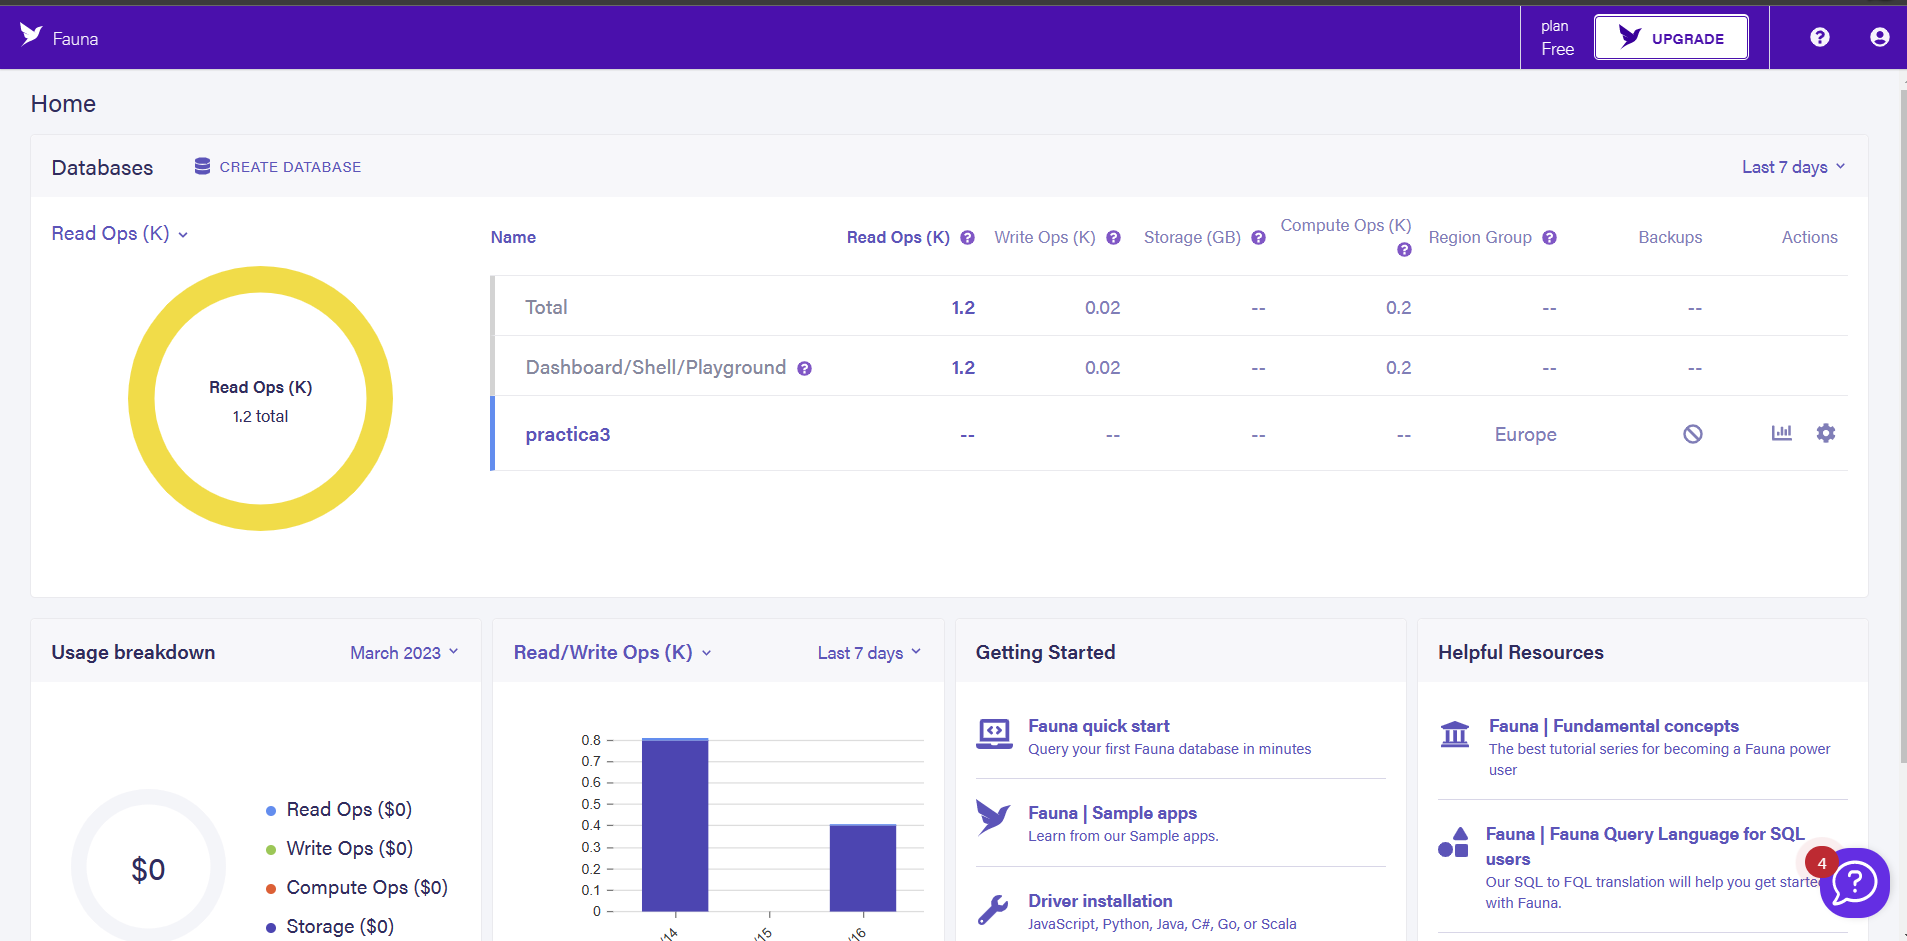 Fauna
plan
Free
UPGRADE
Home
Databases
CREATE DATABASE
Last 7 days
Read Ops (K)
Read Ops (K)
1.2 total
Name Read Ops (K) Write Ops (K) Storage (GB) Compute Ops (K) Region Group Backups Actions
Total 1.2 0.02 -- 0.2 -- --
Dashboard/Shell/Playground 1.2 0.02 -- 0.2 -- --
practica3 -- -- -- -- Europe
Usage breakdown
March 2023
$0
Read Ops ($0)
Write Ops ($0)
Compute Ops ($0)
Storage ($0)
Read/Write Ops (K)
Last 7 days
0.8
0.7
0.6
0.5
0.4
0.3
0.2
0.1
0
/14
/15
/16
Getting Started
Fauna quick start
Query your first Fauna database in minutes
Fauna | Sample apps
Learn from our Sample apps.
Driver installation
JavaScript, Python, Java, C#, Go, or Scala
Helpful Resources
Fauna | Fundamental concepts
The best tutorial series for becoming a Fauna power
user
Fauna | Fauna Query Language for SQL
users
Our SQL to FQL translation will help you get starte
with Fauna.
4